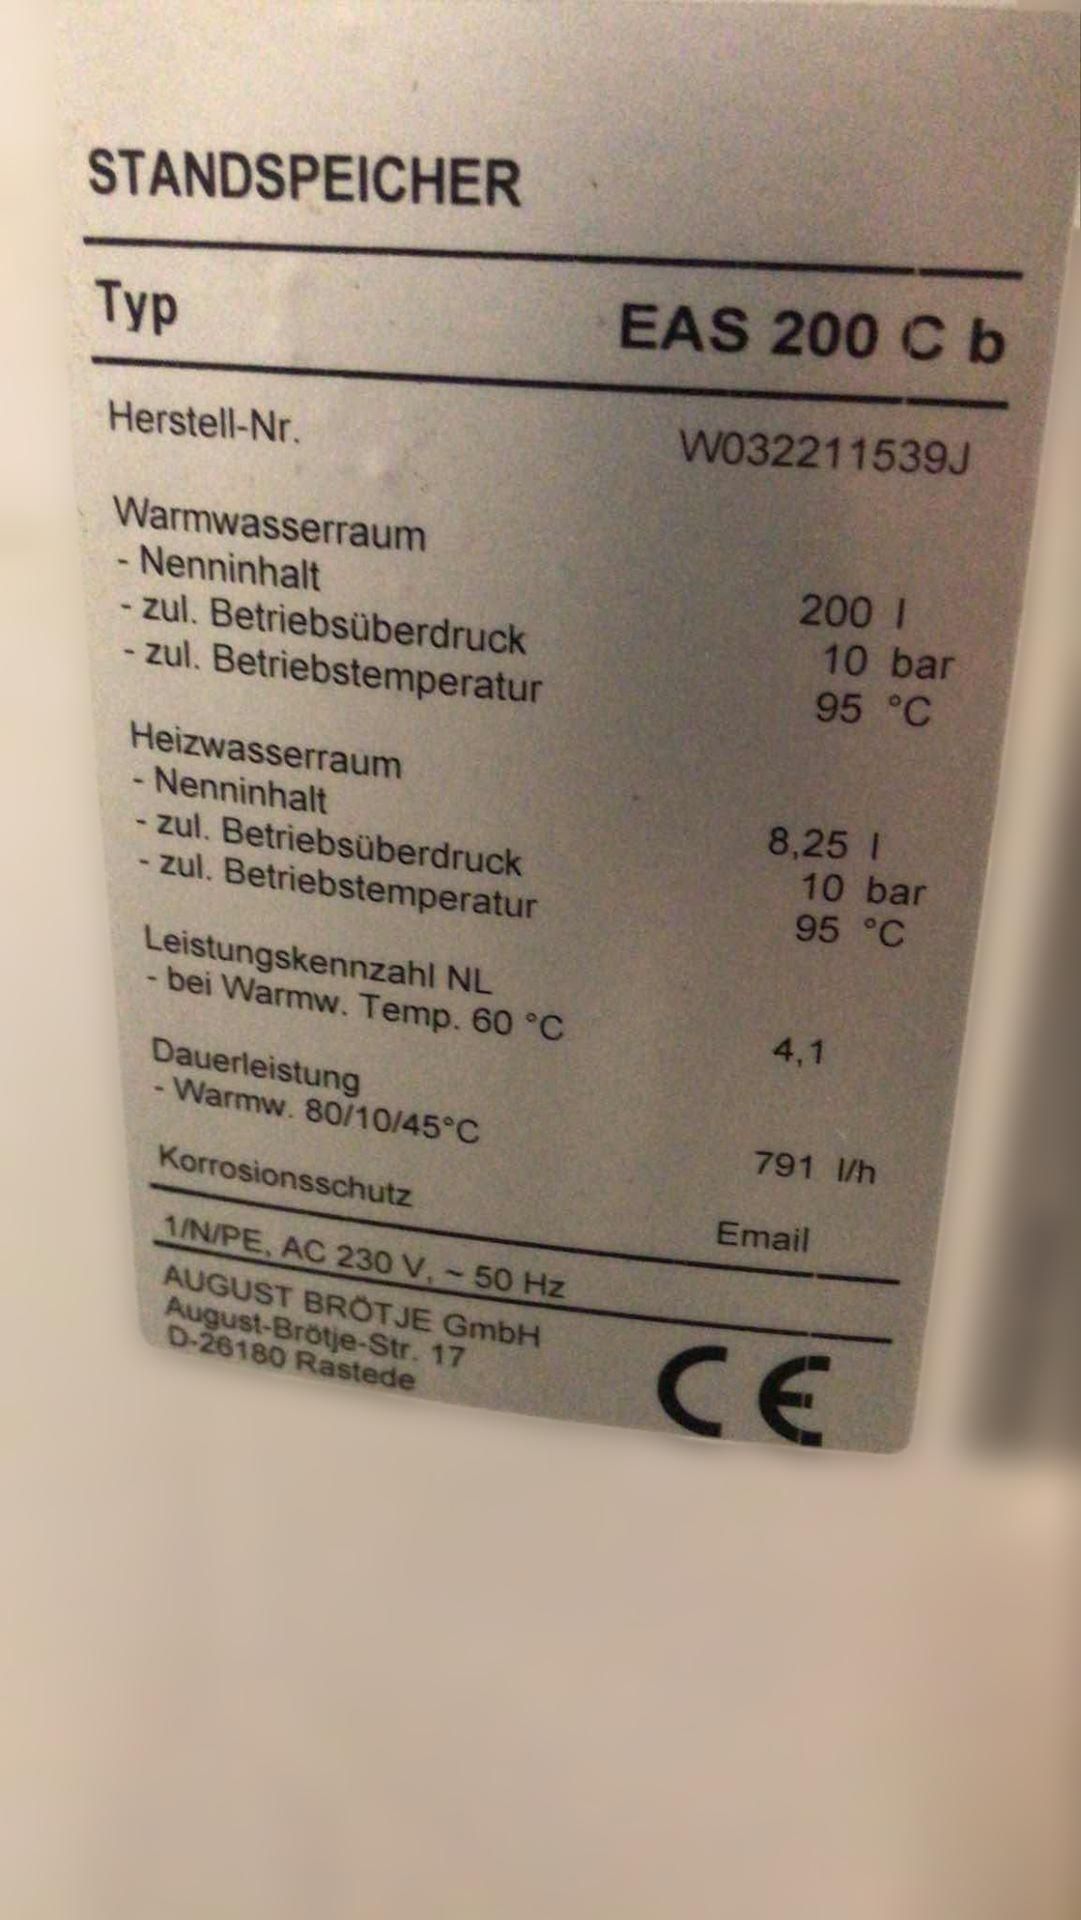 STANDSPEICHER
Typ EAS 200 C b
Herstell-Nr. W032211539J
Warmwasserraum
- Nenninhalt 200 l
- zul. Betriebsüberdruck 10 bar
- zul. Betriebstemperatur 95 °C
Heizwasserraum
- Nenninhalt 8,25 l
- zul. Betriebsüberdruck 10 bar
- zul. Betriebstemperatur 95 °C
Leistungskennzahl NL
- bei Warmw. Temp. 60 °C 4,1
Dauerleistung
- Warmw. 80/10/45°C 791 l/h
Korrosionsschutz Email
1/N/PE, AC 230 V, ~ 50 Hz
AUGUST BRÖTJE GmbH
August-Brötje-Str. 17
D-26180 Rastede
CE